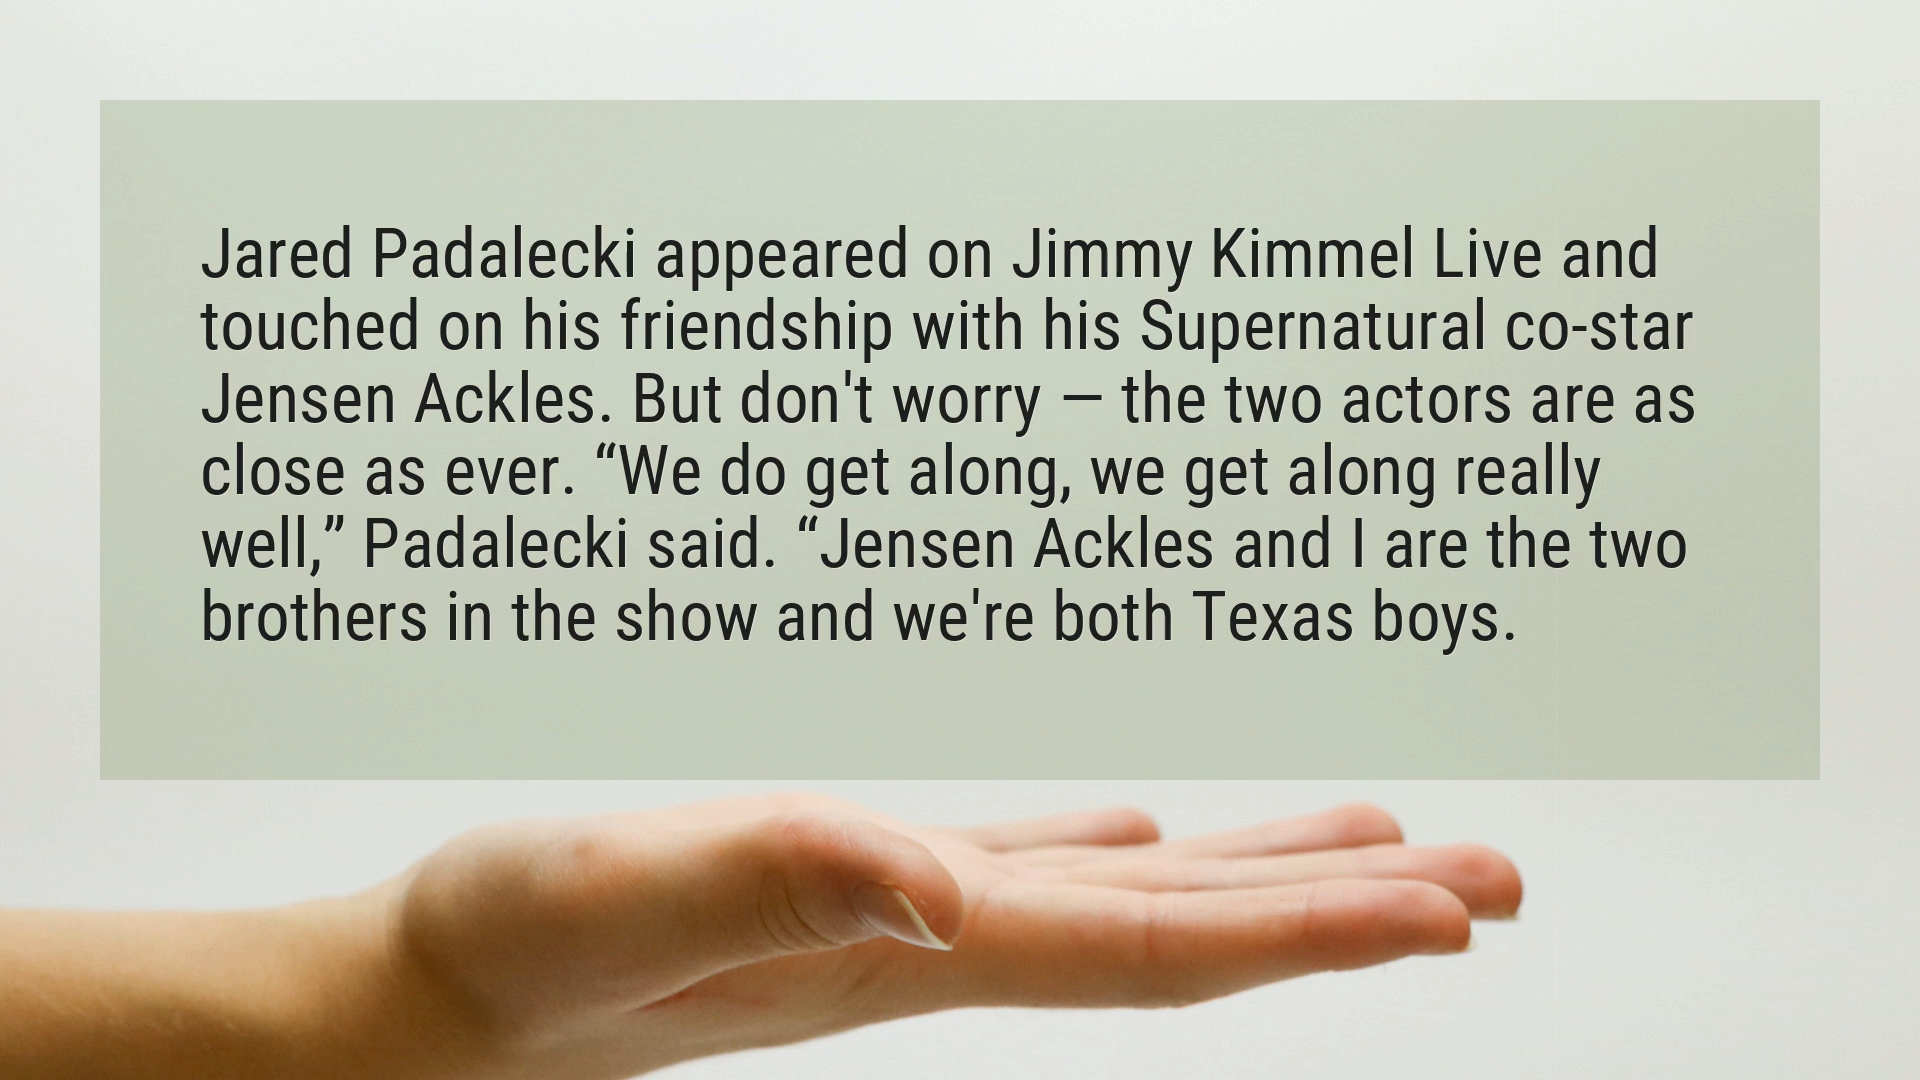 Jared Padalecki appeared on Jimmy Kimmel Live and
touched on his friendship with his Supernatural co-star
Jensen Ackles. But don't worry — the two actors are as
close as ever. “We do get along, we get along really
well,” Padalecki said. “Jensen Ackles and I are the two
brothers in the show and we're both Texas boys.